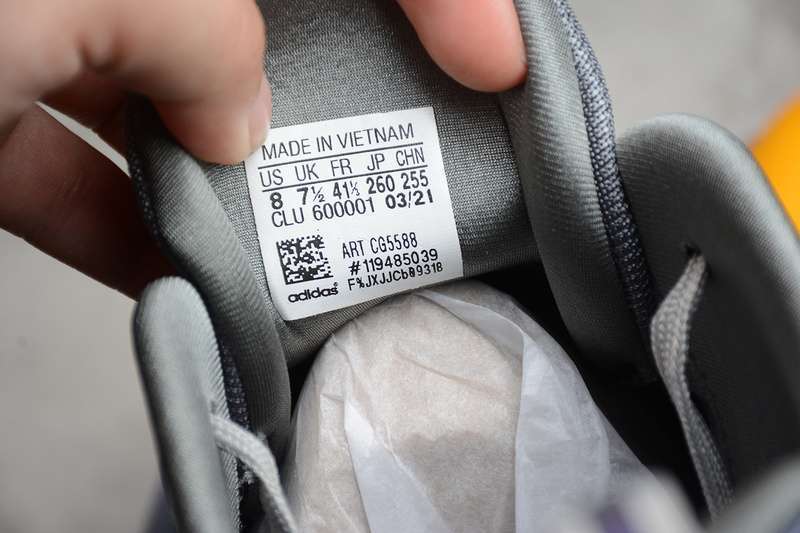 MADE IN VIETNAM
US UK FR JP CHN
8 7½ 41⅓ 260 255
CLU 600001 03/21
ART CG5588
#119485039
adidas